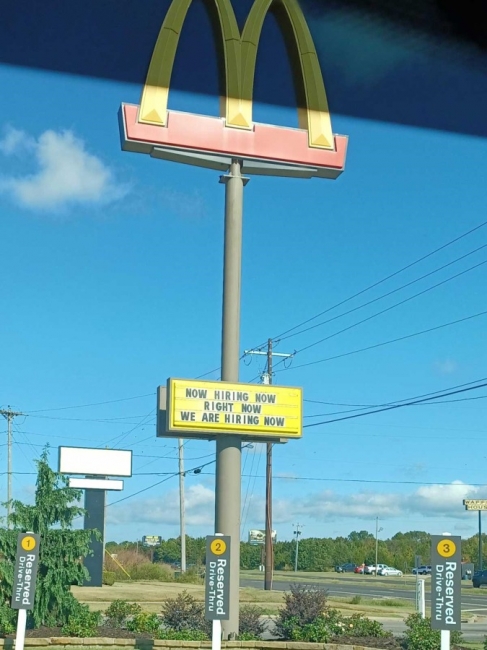 NOW HIRING NOW
RIGHT NOW
WE ARE HIRING NOW
1
Reserved
Drive-Thru
2
Reserved
Drive-Thru
3
Reserved
Drive-Thru